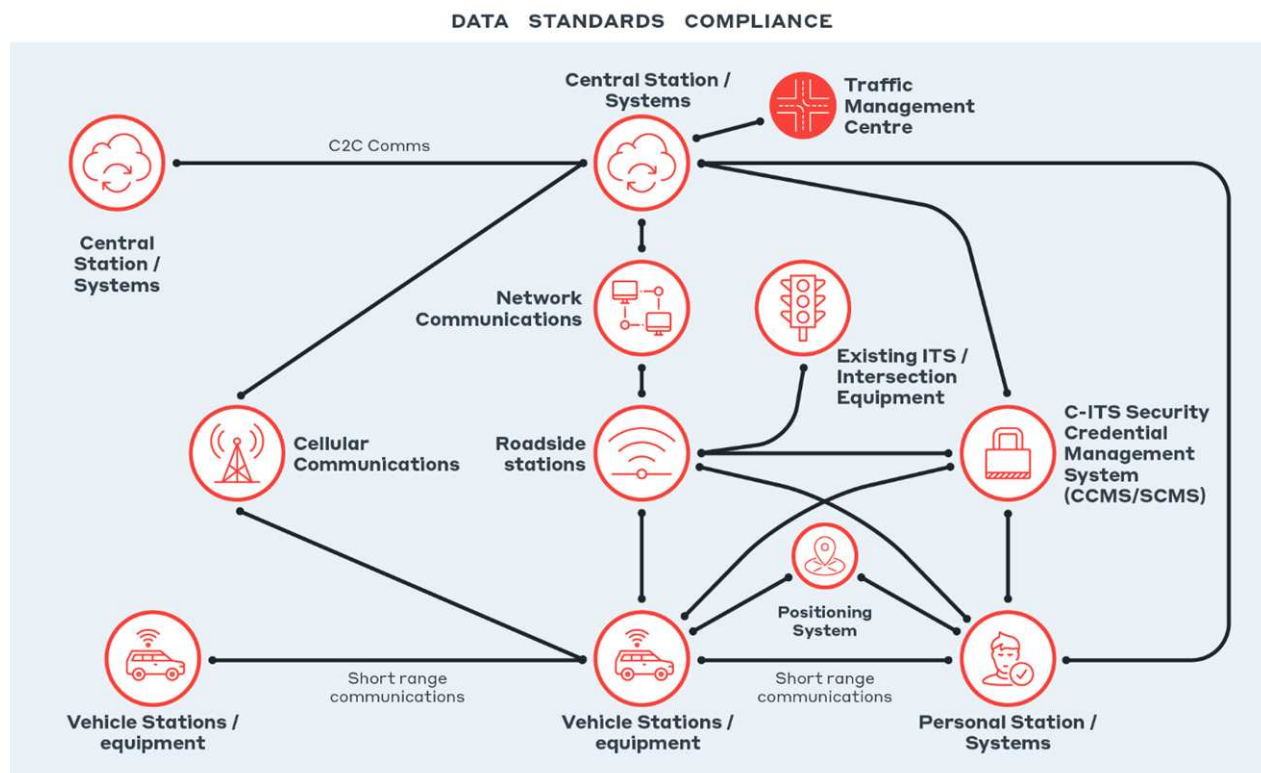 DATA STANDARDS COMPLIANCE
Central Station /
Systems
Traffic
Management
Centre
C2C Comms
Central
Station /
Systems
Network
Communications
Existing ITS /
Intersection
Equipment
Cellular
Communications
Roadside
stations
C-ITS Security
Credential
Management
System
(CCMS/SCMS)
Positioning
System
Short range
communications
Short range
communications
Vehicle Stations /
equipment
Vehicle Stations /
equipment
Personal Station /
Systems